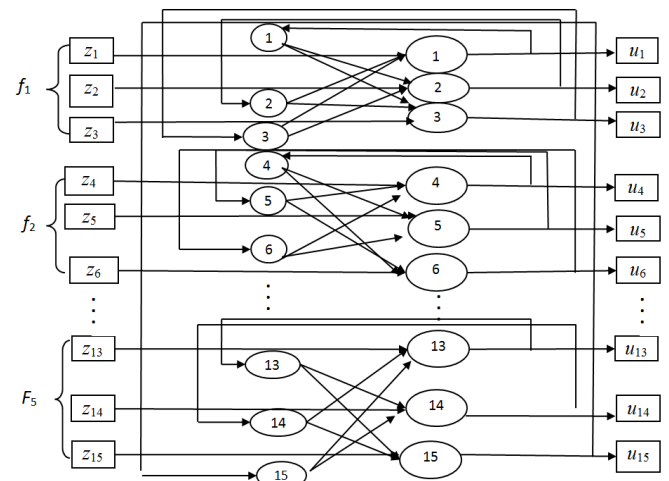 z₁ 1 1 u₁
f₁ z₂ 2 2 u₂
z₃ 3 3 u₃
z₄ 4 4 u₄
f₂ z₅ 5 5 u₅
z₆ 6 6 u₆
z₁₃ 13 13 u₁₃
F₅ z₁₄ 14 14 u₁₄
z₁₅ 15 15 u₁₅